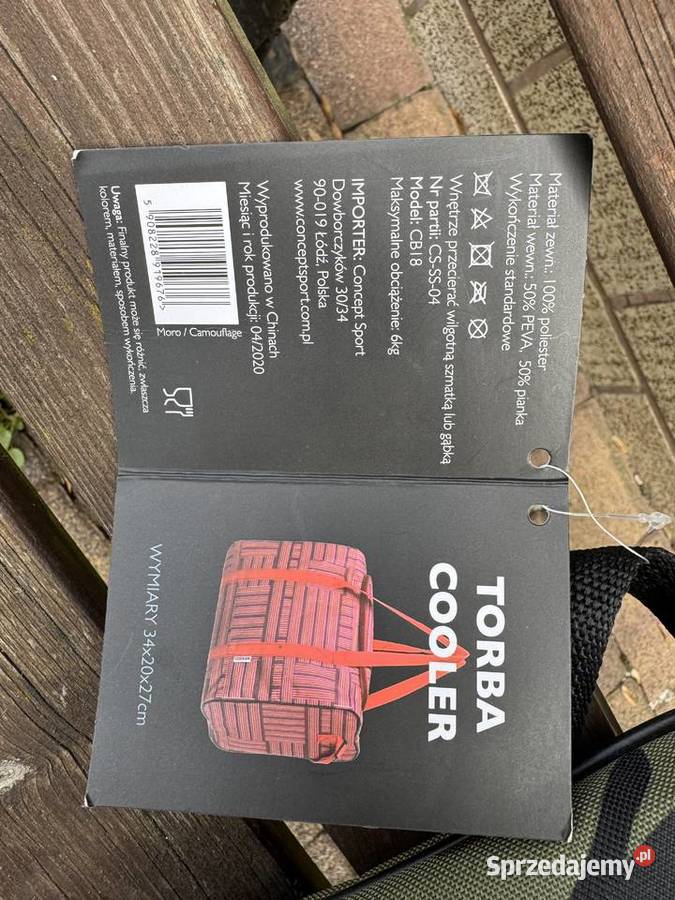 Materiał zewn.: 100% poliester
Materiał wewn.: 50% PEVA, 50% pianka
Wykończenie standardowe
Wnętrze przecierać wilgotną szmatką lub gąbką
Nr partii: CS-SS-04
Model: CB18
Maksymalne obciążenie: 6kg
IMPORTER: Concept Sport
Dowborczyków 30/34
90-019 Łódź, Polska
www.conceptsport.com.pl
Wyprodukowano w Chinach
Miesiąc i rok produkcji: 04/2020
Moro / Camouflage
5 908228 919676 >
Uwaga: Finalny produkt może się różnić, zwłaszcza
kolorem, materiałem, sposobem wykończenia.
TORBA
COOLER
WYMIARY 34x20x27cm
Sprzedajemy.pl